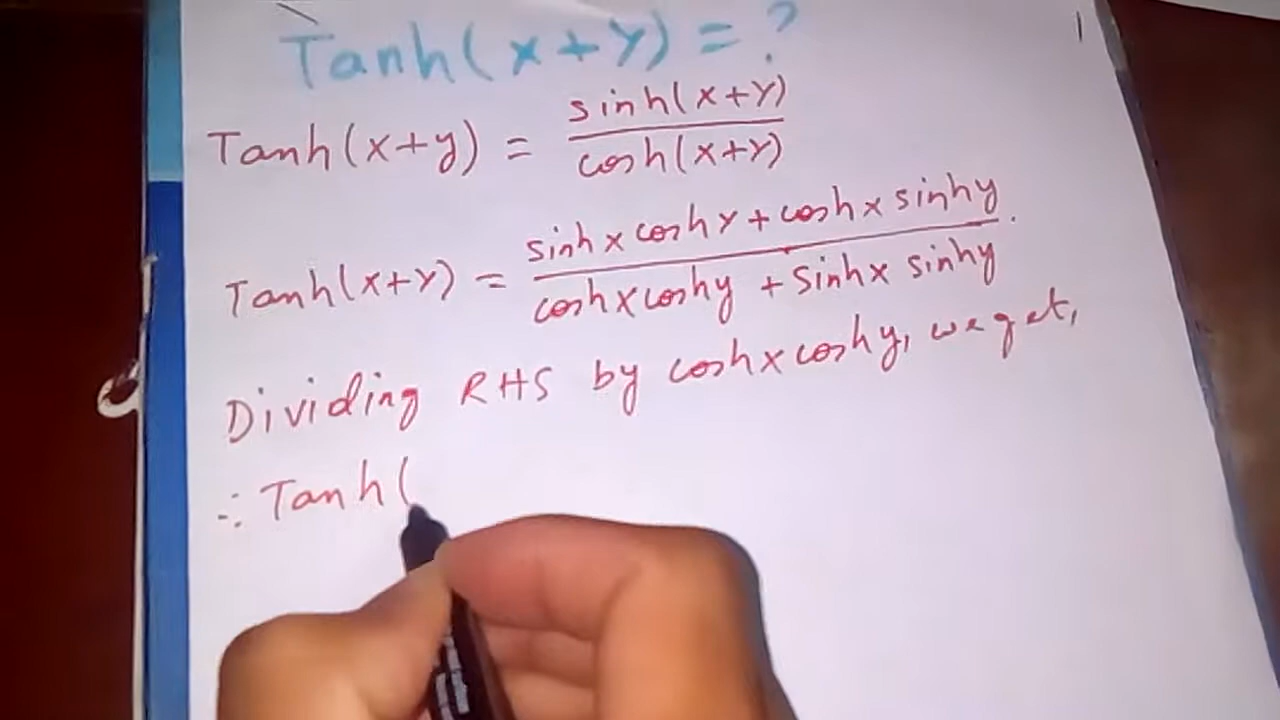 Tanh(x+y) = ?
Tanh(x+y) = sinh(x+y) / cosh(x+y)
Tanh(x+y) = sinhx coshy + coshx sinhy / coshx coshy + sinhx sinhy .
Dividing RHS by coshx coshy, we get,
∴ Tanh(